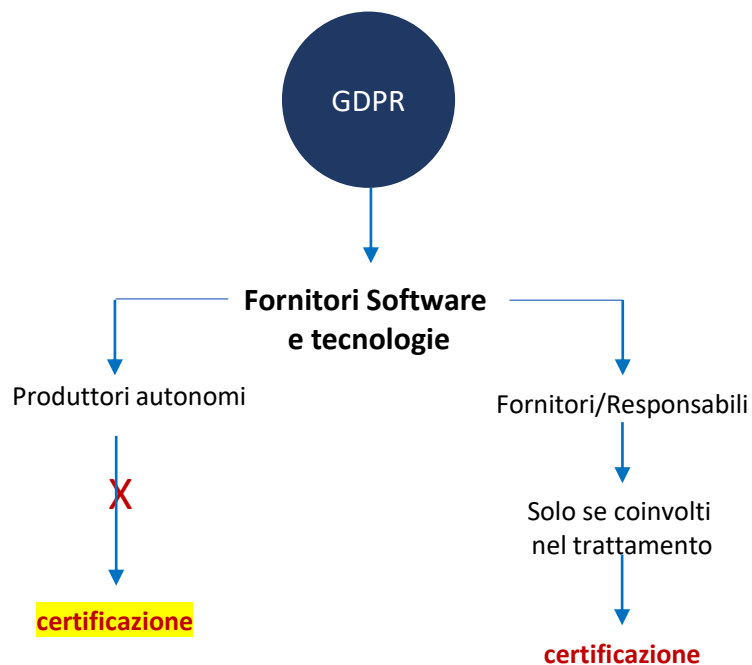 GDPR
Fornitori Software
e tecnologie
Produttori autonomi
Fornitori/Responsabili
X
Solo se coinvolti
nel trattamento
certificazione
certificazione